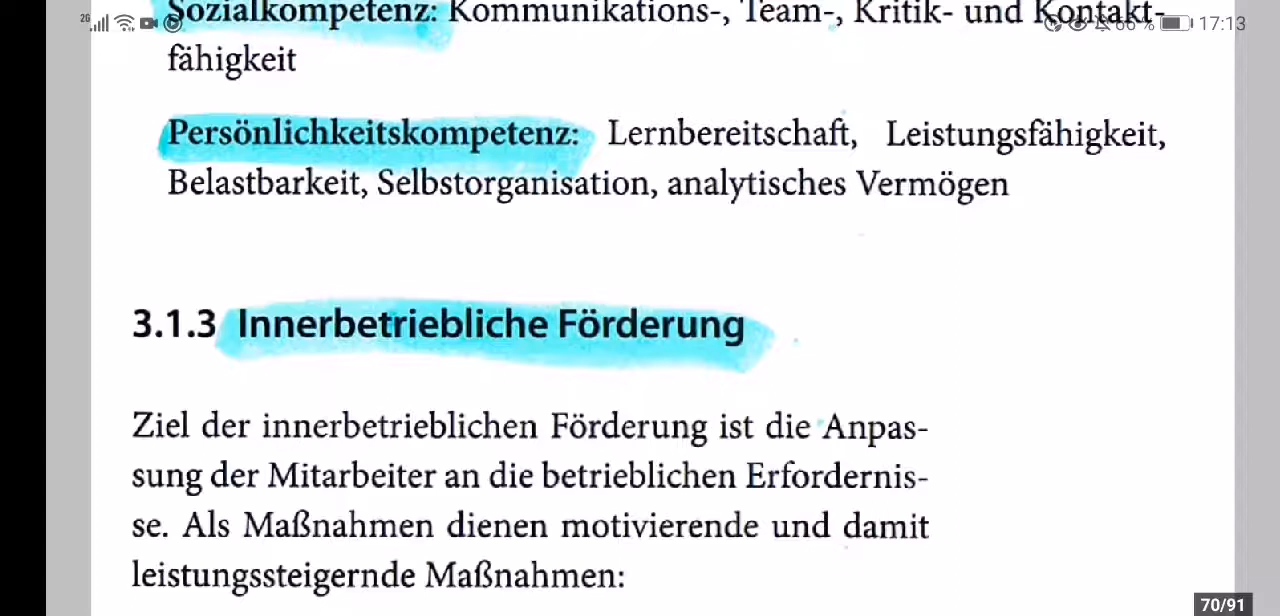 26
66 % 17:13
Sozialkompetenz: Kommunikations-, Team-, Kritik- und Kontakt-
fähigkeit
Persönlichkeitskompetenz: Lernbereitschaft, Leistungsfähigkeit,
Belastbarkeit, Selbstorganisation, analytisches Vermögen
3.1.3 Innerbetriebliche Förderung
Ziel der innerbetrieblichen Förderung ist die Anpas-
sung der Mitarbeiter an die betrieblichen Erfordernis-
se. Als Maßnahmen dienen motivierende und damit
leistungssteigernde Maßnahmen:
70/91